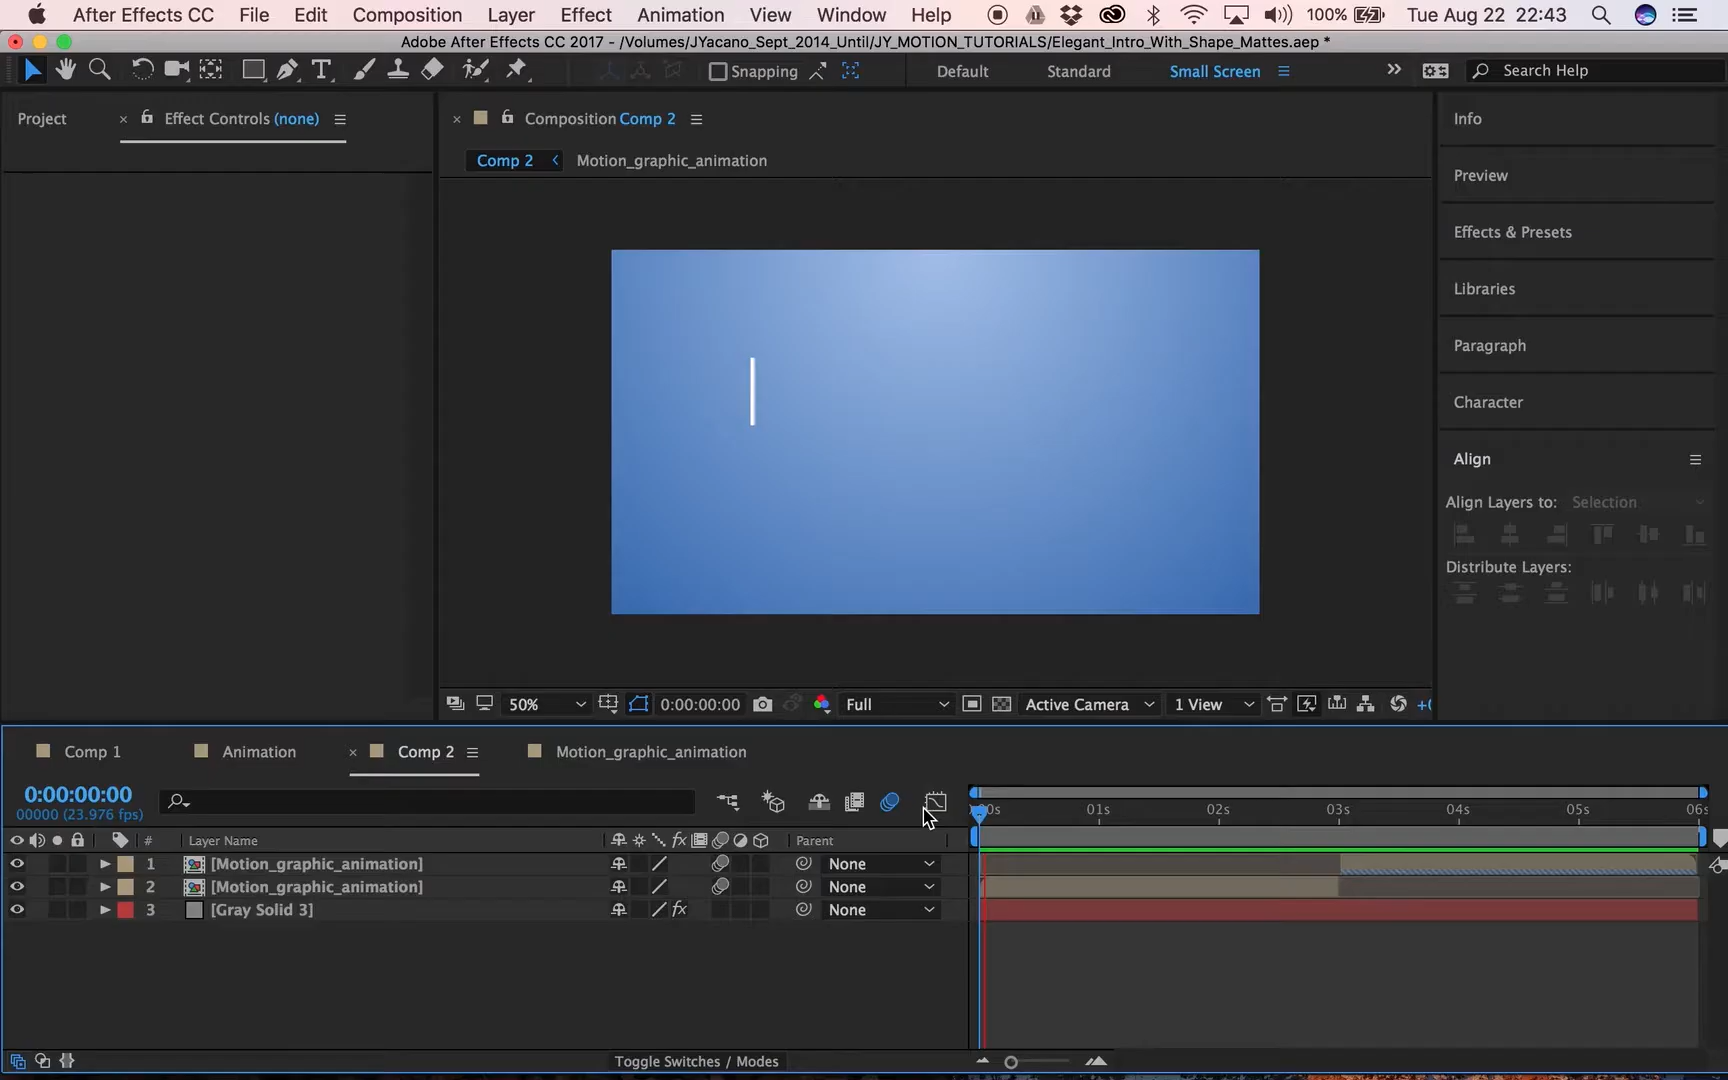 After Effects CC File Edit Composition Layer Effect Animation View Window Help 100% Tue Aug 22 22:43
Adobe After Effects CC 2017 - /Volumes/JYacano_Sept_2014_Until/JY_MOTION_TUTORIALS/Elegant_Intro_With_Shape_Mattes.aep *
Snapping Default Standard Small Screen Search Help
Project Effect Controls (none) Composition Comp 2 Info
Comp 2 Motion_graphic_animation
Preview
Effects & Presets
Libraries
Paragraph
Character
Align
Align Layers to: Selection
Distribute Layers:
50% 0:00:00:00 Full Active Camera 1 View
Comp 1 Animation Comp 2 Motion_graphic_animation
0:00:00:00
00000 (23.976 fps)
01s 02s 03s 04s 05s 06s
# Layer Name fx Parent
1 [Motion_graphic_animation] None
2 [Motion_graphic_animation] None
3 [Gray Solid 3] fx None
Toggle Switches / Modes